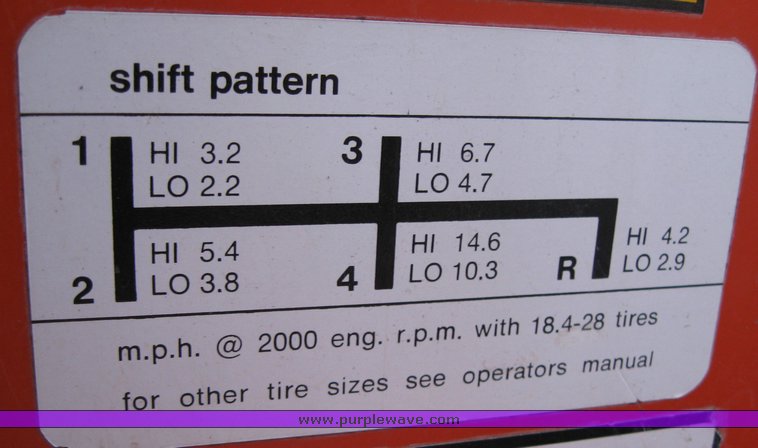 shift pattern
1 HI 3.2 3 HI 6.7
LO 2.2 LO 4.7
HI 5.4 HI 14.6 HI 4.2
2 LO 3.8 4 LO 10.3 R LO 2.9
m.p.h. @ 2000 eng. r.p.m. with 18.4-28 tires
for other tire sizes see operators manual
www.purplewave.com